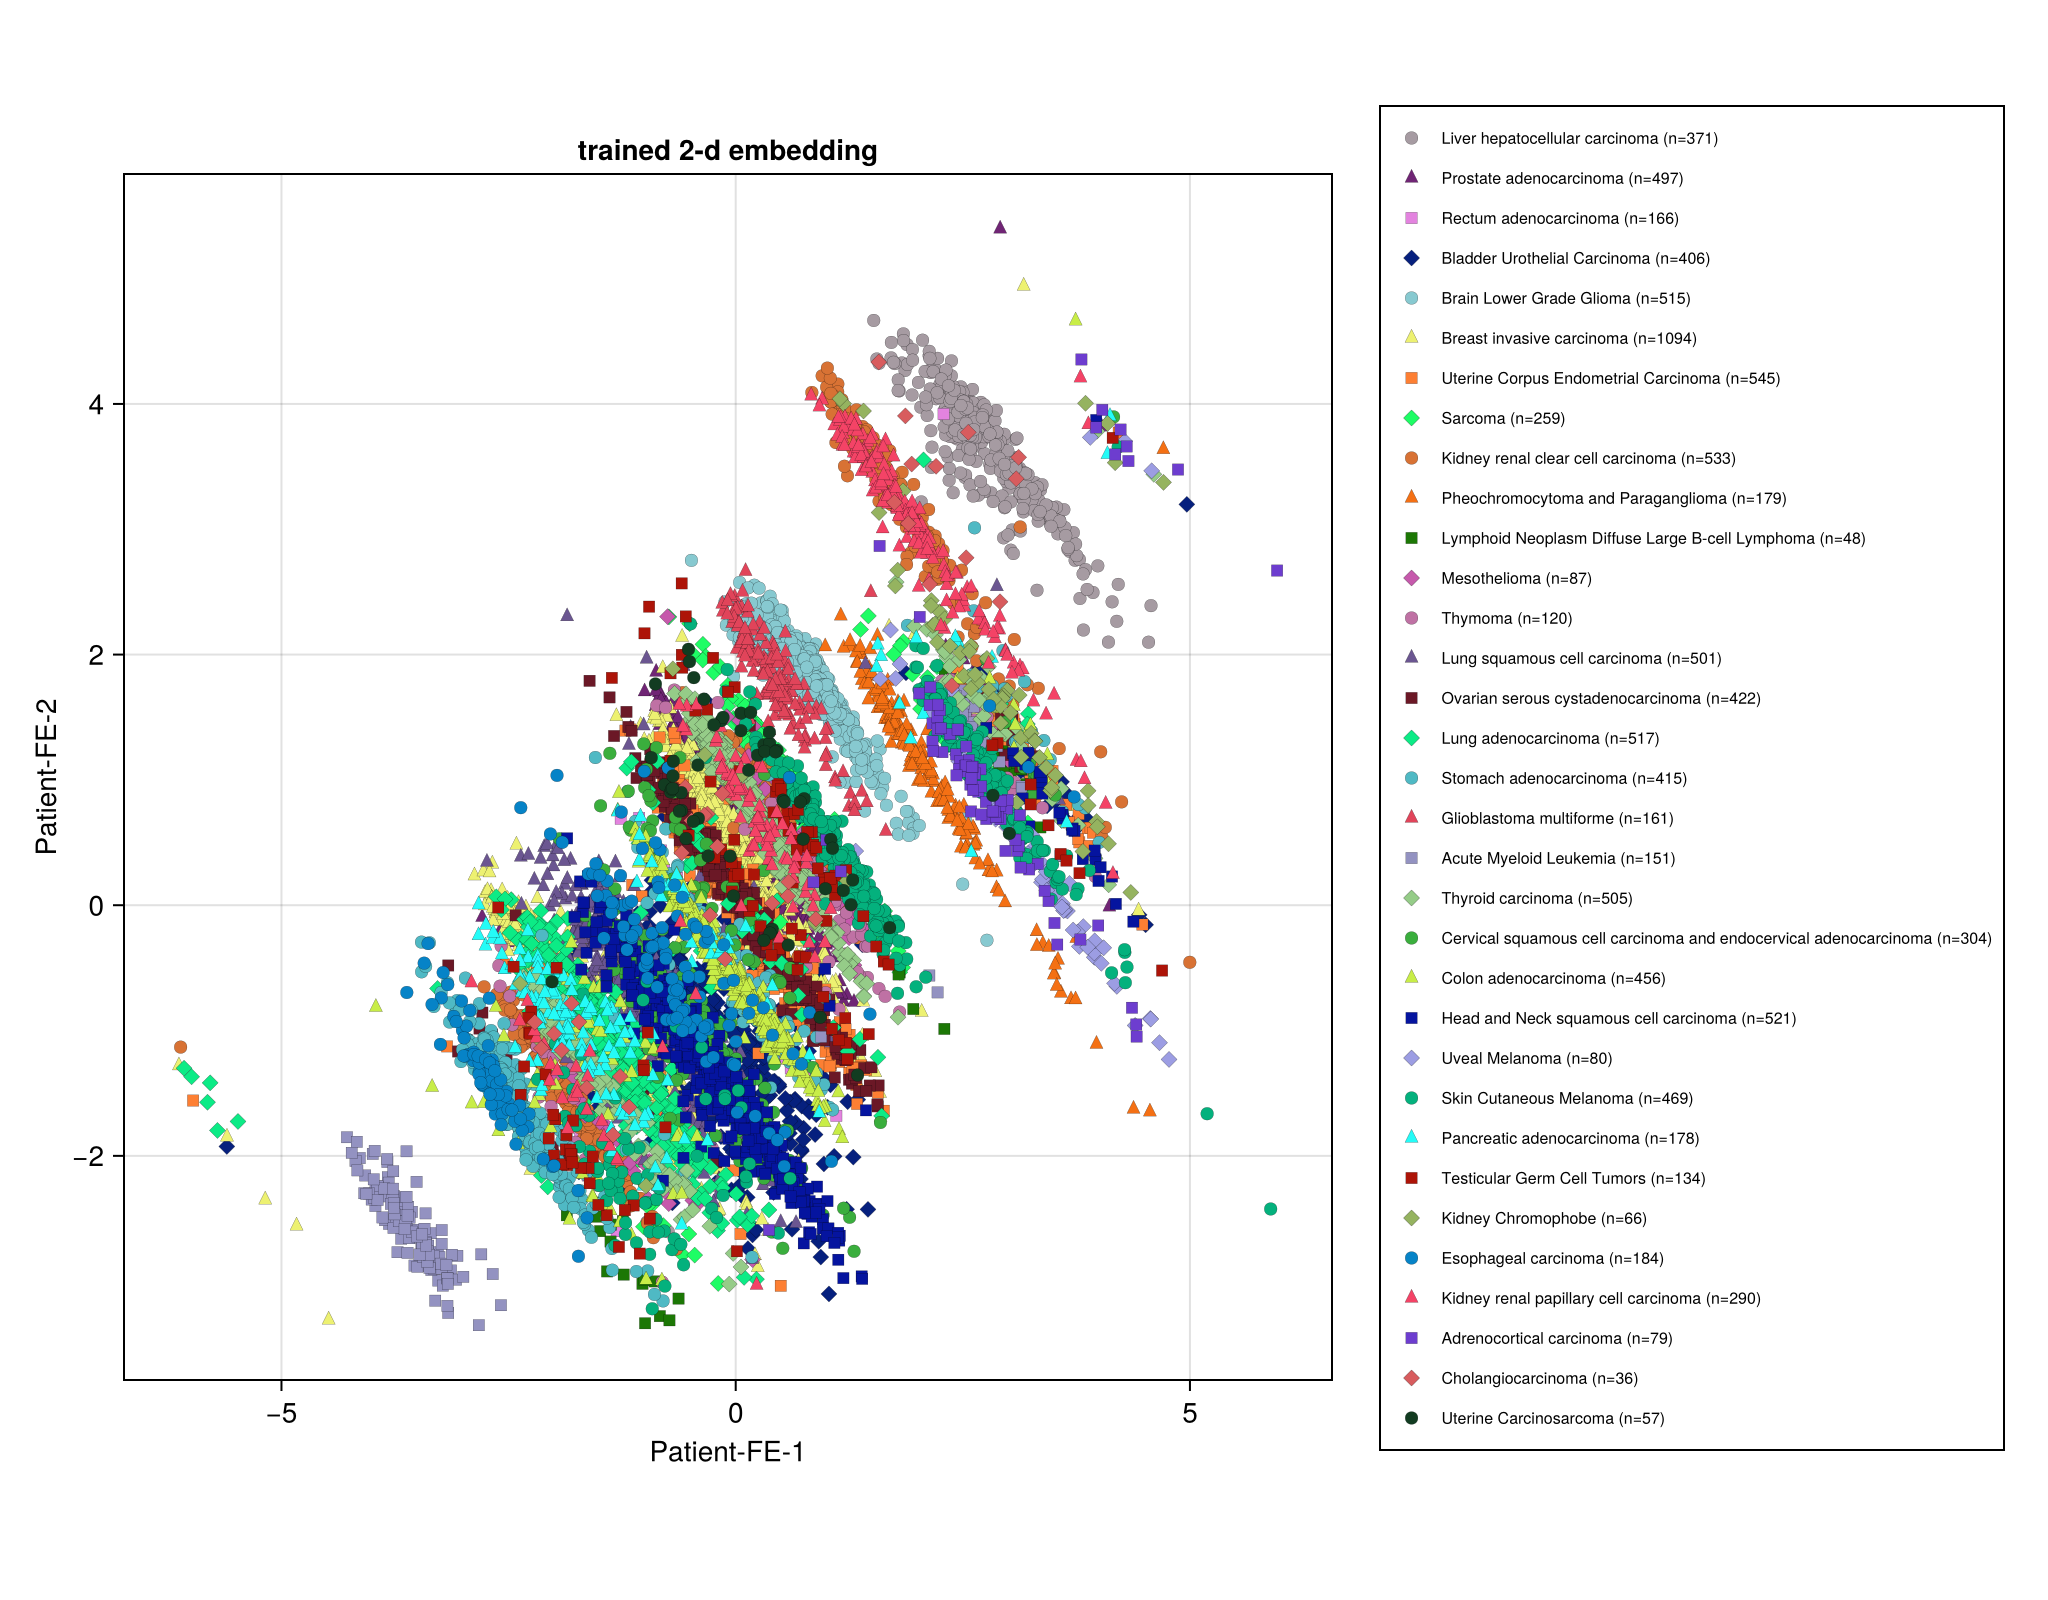 trained 2-d embedding
4
2
0
−2
−5
0
5
Patient-FE-1
Patient-FE-2
Liver hepatocellular carcinoma (n=371)
Prostate adenocarcinoma (n=497)
Rectum adenocarcinoma (n=166)
Bladder Urothelial Carcinoma (n=406)
Brain Lower Grade Glioma (n=515)
Breast invasive carcinoma (n=1094)
Uterine Corpus Endometrial Carcinoma (n=545)
Sarcoma (n=259)
Kidney renal clear cell carcinoma (n=533)
Pheochromocytoma and Paraganglioma (n=179)
Lymphoid Neoplasm Diffuse Large B-cell Lymphoma (n=48)
Mesothelioma (n=87)
Thymoma (n=120)
Lung squamous cell carcinoma (n=501)
Ovarian serous cystadenocarcinoma (n=422)
Lung adenocarcinoma (n=517)
Stomach adenocarcinoma (n=415)
Glioblastoma multiforme (n=161)
Acute Myeloid Leukemia (n=151)
Thyroid carcinoma (n=505)
Cervical squamous cell carcinoma and endocervical adenocarcinoma (n=304)
Colon adenocarcinoma (n=456)
Head and Neck squamous cell carcinoma (n=521)
Uveal Melanoma (n=80)
Skin Cutaneous Melanoma (n=469)
Pancreatic adenocarcinoma (n=178)
Testicular Germ Cell Tumors (n=134)
Kidney Chromophobe (n=66)
Esophageal carcinoma (n=184)
Kidney renal papillary cell carcinoma (n=290)
Adrenocortical carcinoma (n=79)
Cholangiocarcinoma (n=36)
Uterine Carcinosarcoma (n=57)